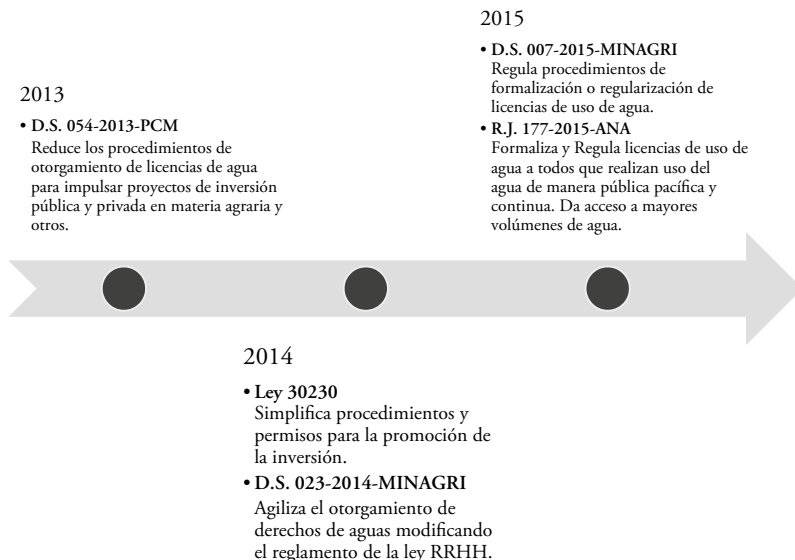 2013
• D.S. 054-2013-PCM
Reduce los procedimientos de
otorgamiento de licencias de agua
para impulsar proyectos de inversión
pública y privada en materia agraria y
otros.
2014
• Ley 30230
Simplifica procedimientos y
permisos para la promoción de
la inversión.
• D.S. 023-2014-MINAGRI
Agiliza el otorgamiento de
derechos de aguas modificando
el reglamento de la ley RRHH.
2015
• D.S. 007-2015-MINAGRI
Regula procedimientos de
formalización o regularización de
licencias de uso de agua.
• R.J. 177-2015-ANA
Formaliza y Regula licencias de uso de
agua a todos que realizan uso del
agua de manera pública pacífica y
continua. Da acceso a mayores
volúmenes de agua.